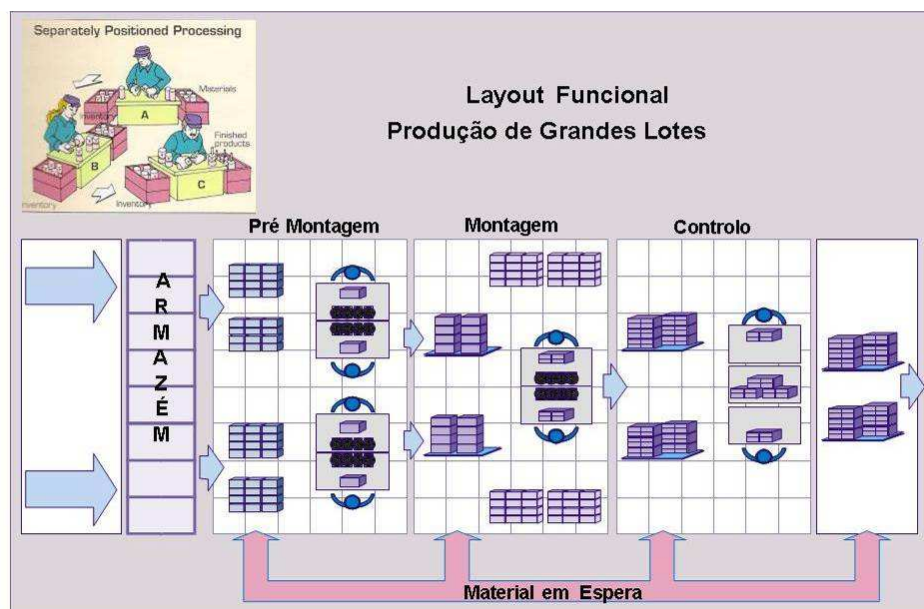 Separately Positioned Processing
Materials
A
Inventory
Finished
products
B
C
Inventory
Inventory
Layout Funcional
Produção de Grandes Lotes
Pré Montagem
Montagem
Controlo
ARMAZÉM
Material em Espera